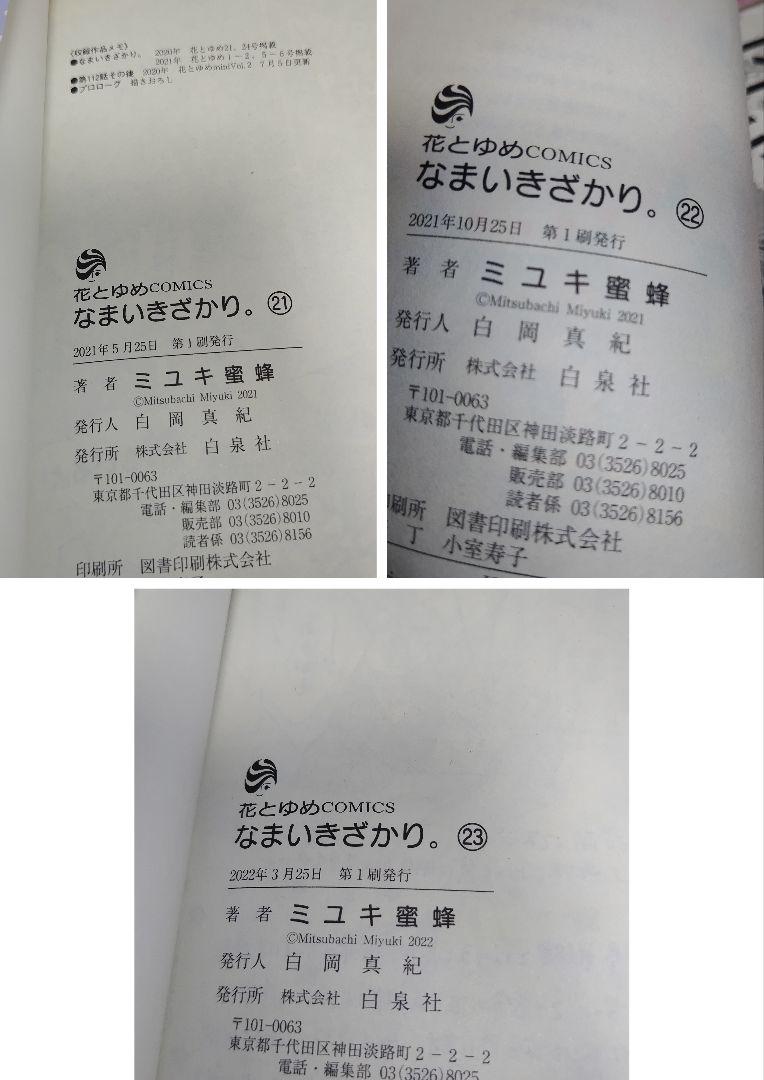 《収録作品メモ》
●なまいきざかり。 2020年 花とゆめ21、24号掲載
2021年 花とゆめ1−2、5−6号掲載
●第112話その後 2020年 花とゆめminiVol.2 7月5日更新
●プロローグ 描きおろし
花とゆめCOMICS
なまいきざかり。㉑
2021年5月25日 第1刷発行
著者 ミユキ蜜蜂
©Mitsubachi Miyuki 2021
発行人 白岡真紀
発行所 株式会社 白泉社
〒101-0063
東京都千代田区神田淡路町2−2−2
電話・編集部 03(3526)8025
販売部 03(3526)8010
読者係 03(3526)8156
印刷所 図書印刷株式会社
花とゆめCOMICS
なまいきざかり。㉒
2021年10月25日 第1刷発行
著者 ミユキ蜜蜂
©Mitsubachi Miyuki 2021
発行人 白岡真紀
発行所 株式会社 白泉社
〒101-0063
東京都千代田区神田淡路町2−2−2
電話・編集部 03(3526)8025
販売部 03(3526)8010
読者係 03(3526)8156
刷所 図書印刷株式会社
丁 小室寿子
花とゆめCOMICS
なまいきざかり。㉓
2022年3月25日 第1刷発行
著者 ミユキ蜜蜂
©Mitsubachi Miyuki 2022
発行人 白岡真紀
発行所 株式会社 白泉社
〒101-0063
東京都千代田区神田淡路町2−2−2
電話・編集部 03(3526)8025